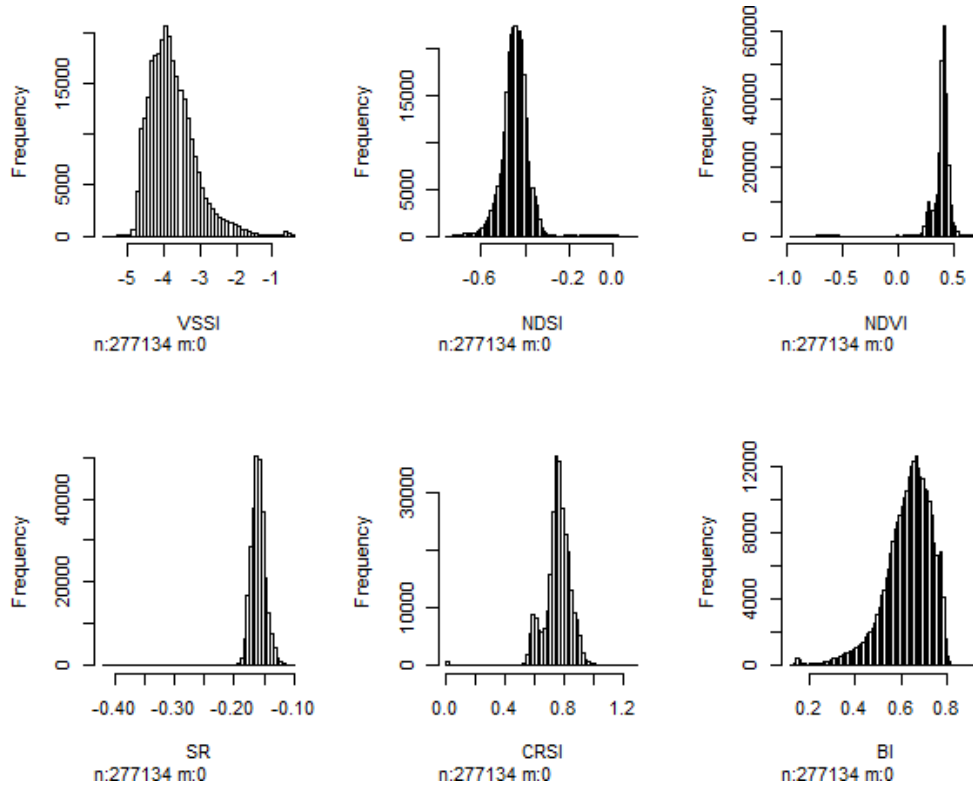 Frequency
0 5000 15000
-5 -4 -3 -2 -1
VSSI
n:277134 m:0
Frequency
0 5000 15000
-0.6 -0.2 0.0
NDSI
n:277134 m:0
Frequency
0 20000 40000 60000
-1.0 -0.5 0.0 0.5
NDVI
n:277134 m:0
Frequency
0 20000 40000
-0.40 -0.30 -0.20 -0.10
SR
n:277134 m:0
Frequency
0 10000 30000
0.0 0.4 0.8 1.2
CRSI
n:277134 m:0
Frequency
0 4000 8000 12000
0.2 0.4 0.6 0.8
BI
n:277134 m:0